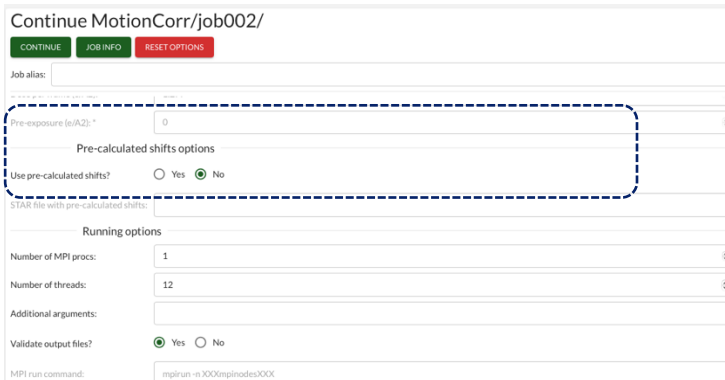 Continue MotionCorr/job002/
CONTINUE JOB INFO RESET OPTIONS
Job alias:
Pre-exposure (e/A2): * 0
Pre-calculated shifts options
Use pre-calculated shifts? Yes No
STAR file with pre-calculated shifts:
Running options
Number of MPI procs: 1
Number of threads: 12
Additional arguments:
Validate output files? Yes No
MPI run command: mpirun -n XXXmpinodesXXX